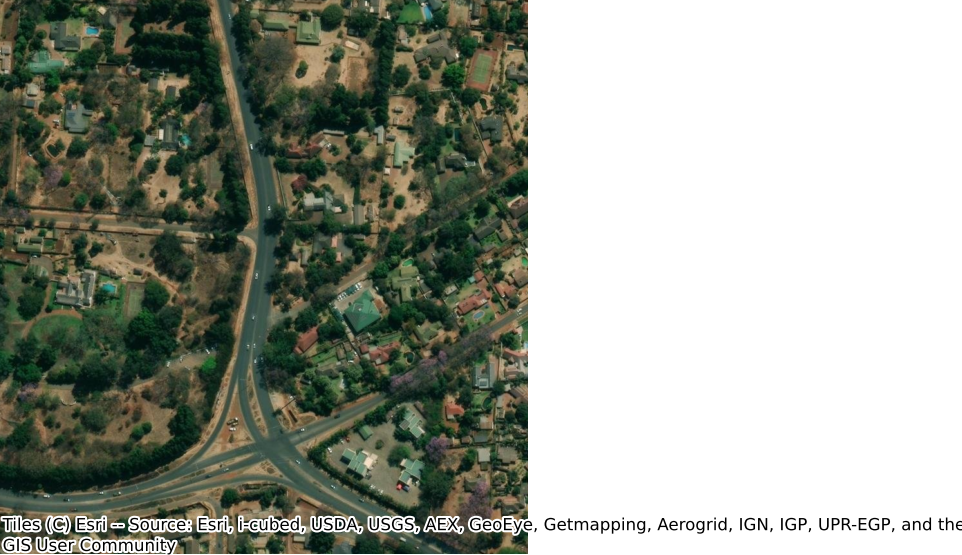 Tiles (C) Esri -- Source: Esri, i-cubed, USDA, USGS, AEX, GeoEye, Getmapping, Aerogrid, IGN, IGP, UPR-EGP, and the
GIS User Community